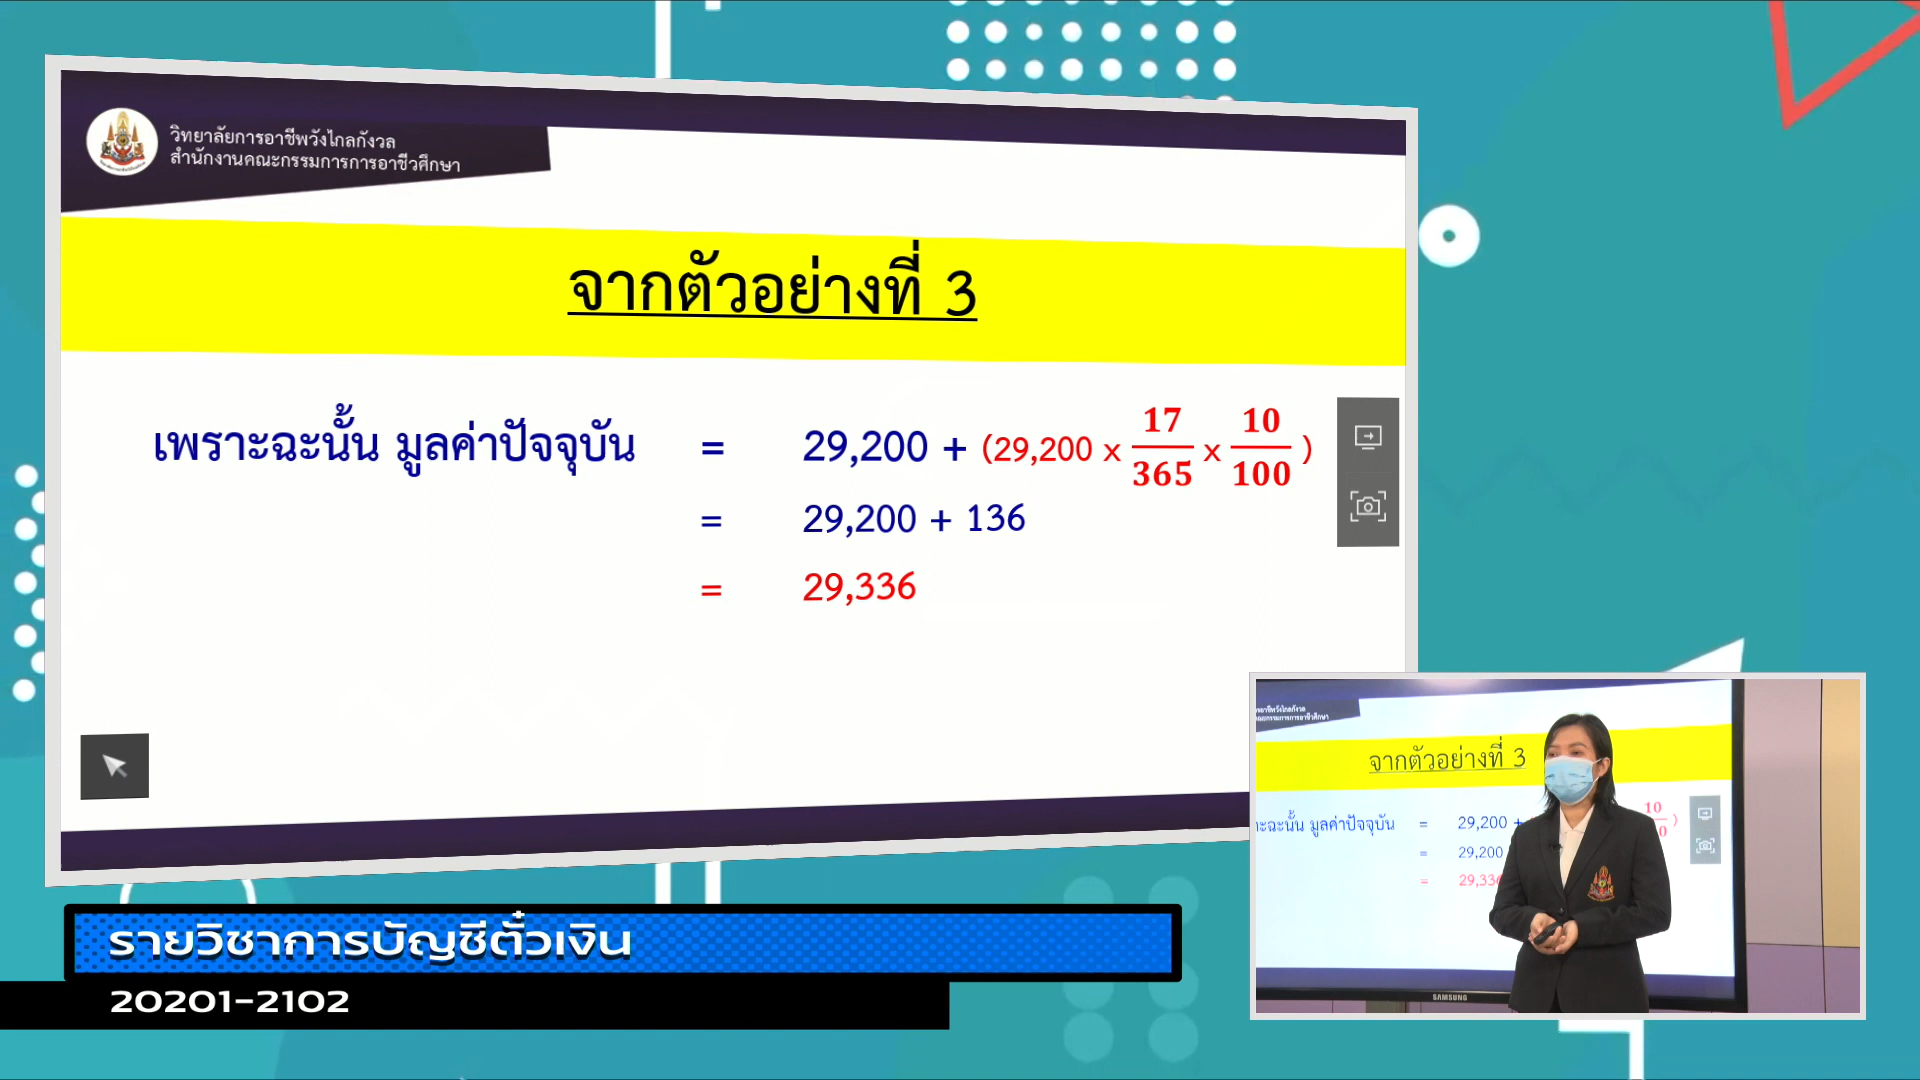 วิทยาลัยการอาชีพวังไกลกังวล
สำนักงานคณะกรรมการการอาชีวศึกษา
จากตัวอย่างที่ 3
เพราะฉะนั้น มูลค่าปัจจุบัน = 29,200 + (29,200 x 17/365 x 10/100 )
= 29,200 + 136
= 29,336
จากตัวอย่างที่ 3
มูลค่าปัจจุบัน = 29,200 + 10 )
= 29,200
= 29,336
SAMSUNG
รายวิชาการบัญชีตั๋วเงิน
20201-2102